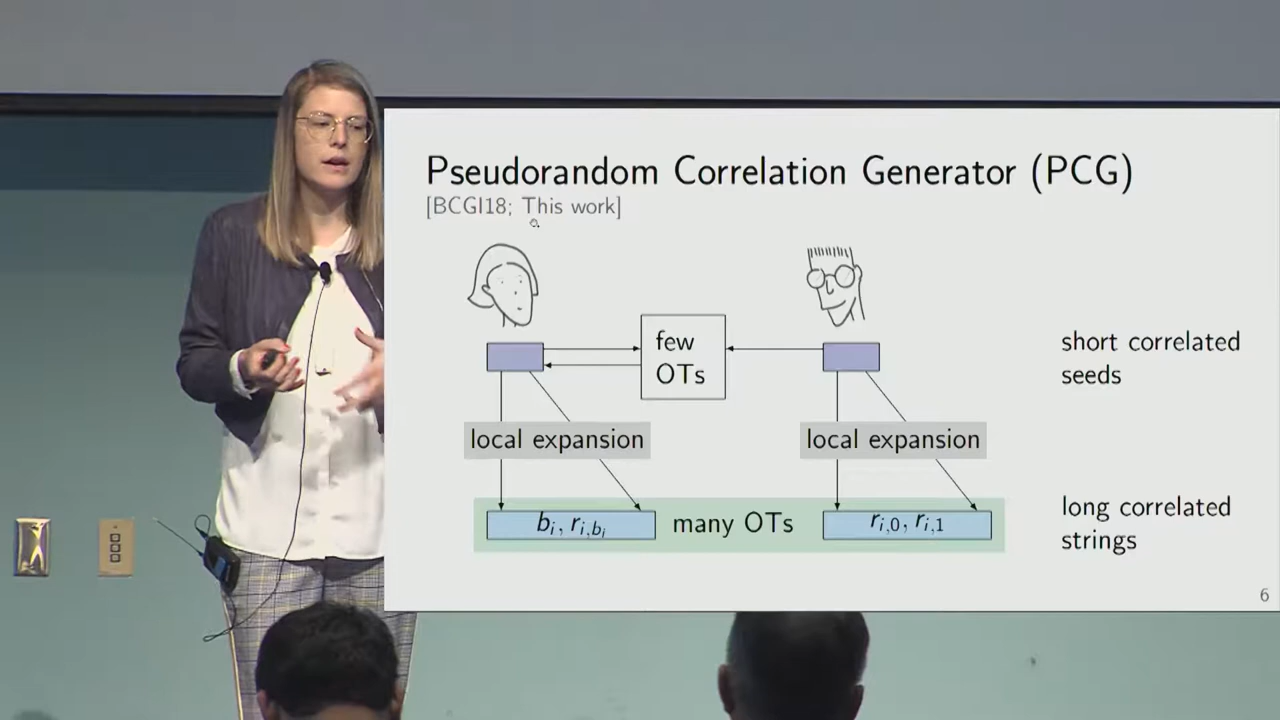 Pseudorandom Correlation Generator (PCG)
[BCGI18; This work]
few
OTs
short correlated
seeds
local expansion
local expansion
b_i, r_{i,b_i}
many OTs
r_{i,0}, r_{i,1}
long correlated
strings
6